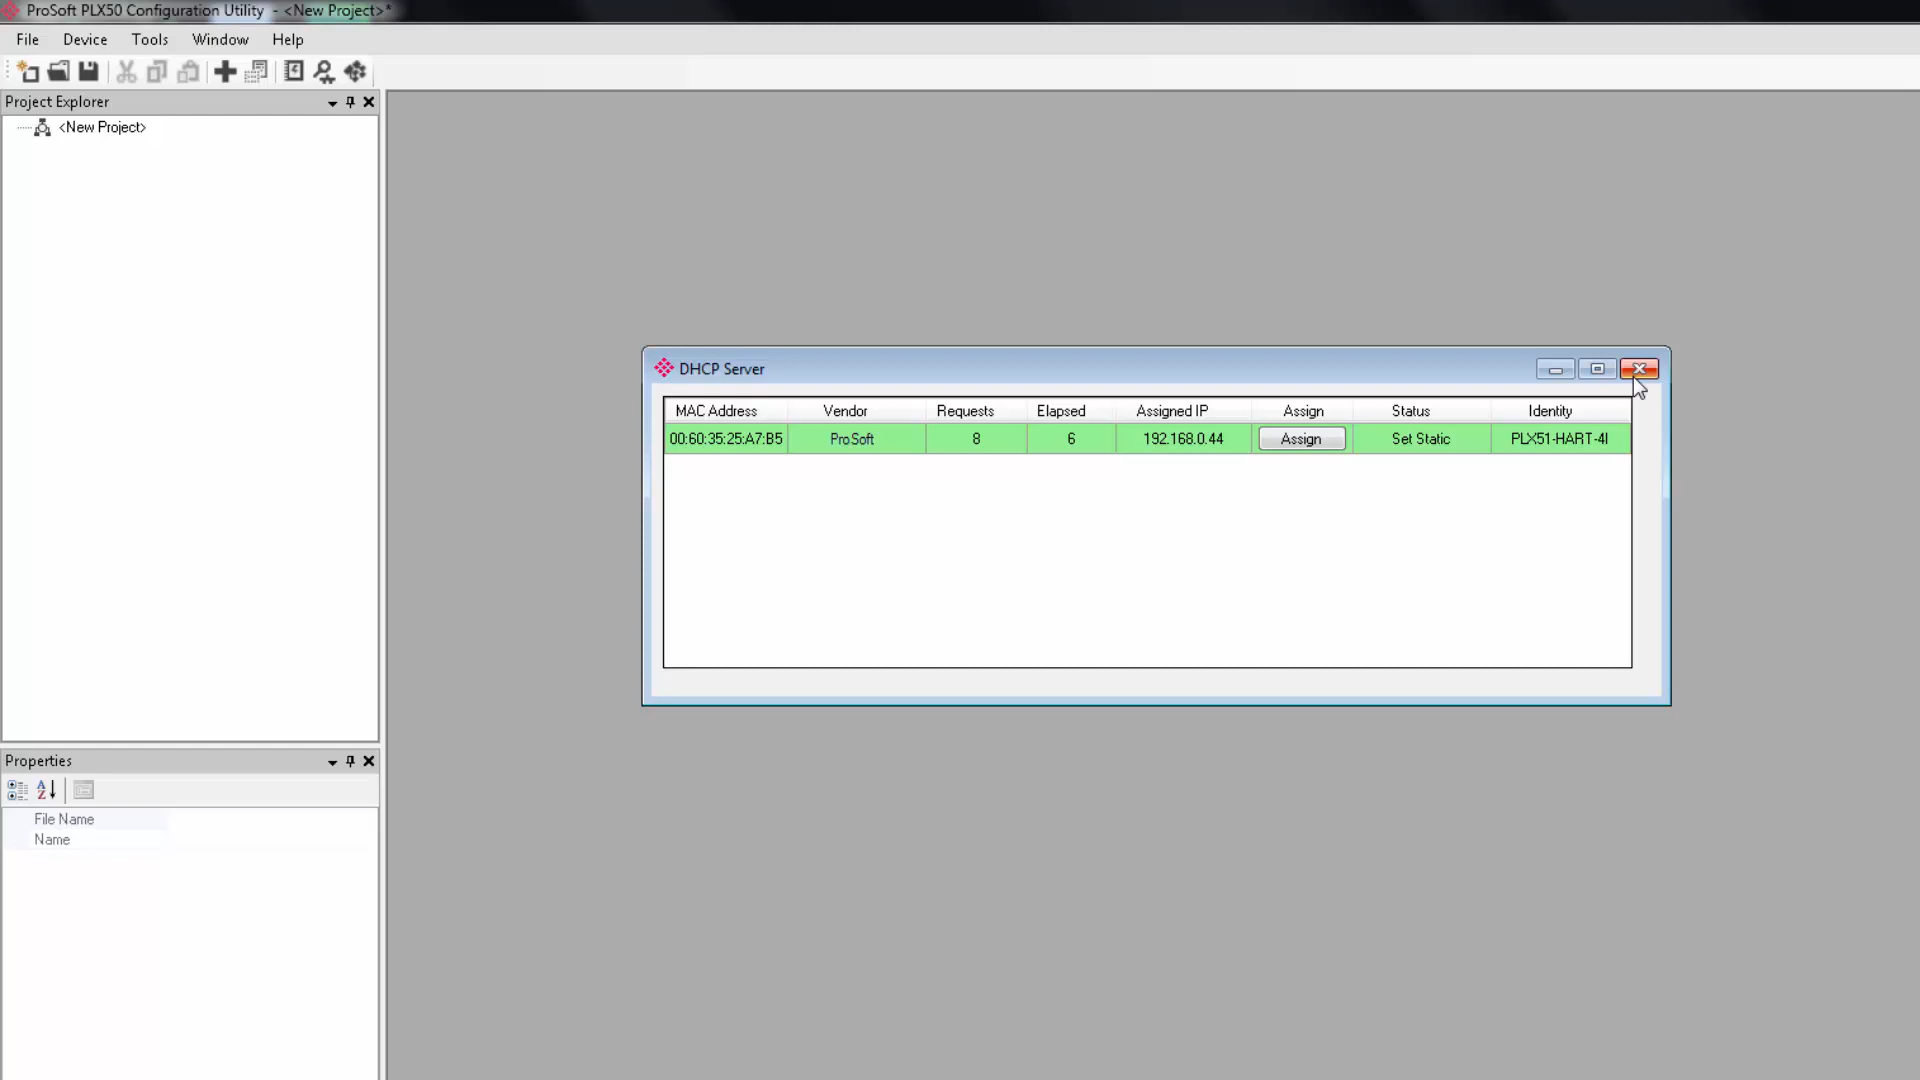 ProSoft PLX50 Configuration Utility - <New Project>*
File Device Tools Window Help
Project Explorer
<New Project>
DHCP Server
MAC Address Vendor Requests Elapsed Assigned IP Assign Status Identity
00:60:35:25:A7:B5 ProSoft 8 6 192.168.0.44 Assign Set Static PLX51-HART-4I
Properties
File Name
Name